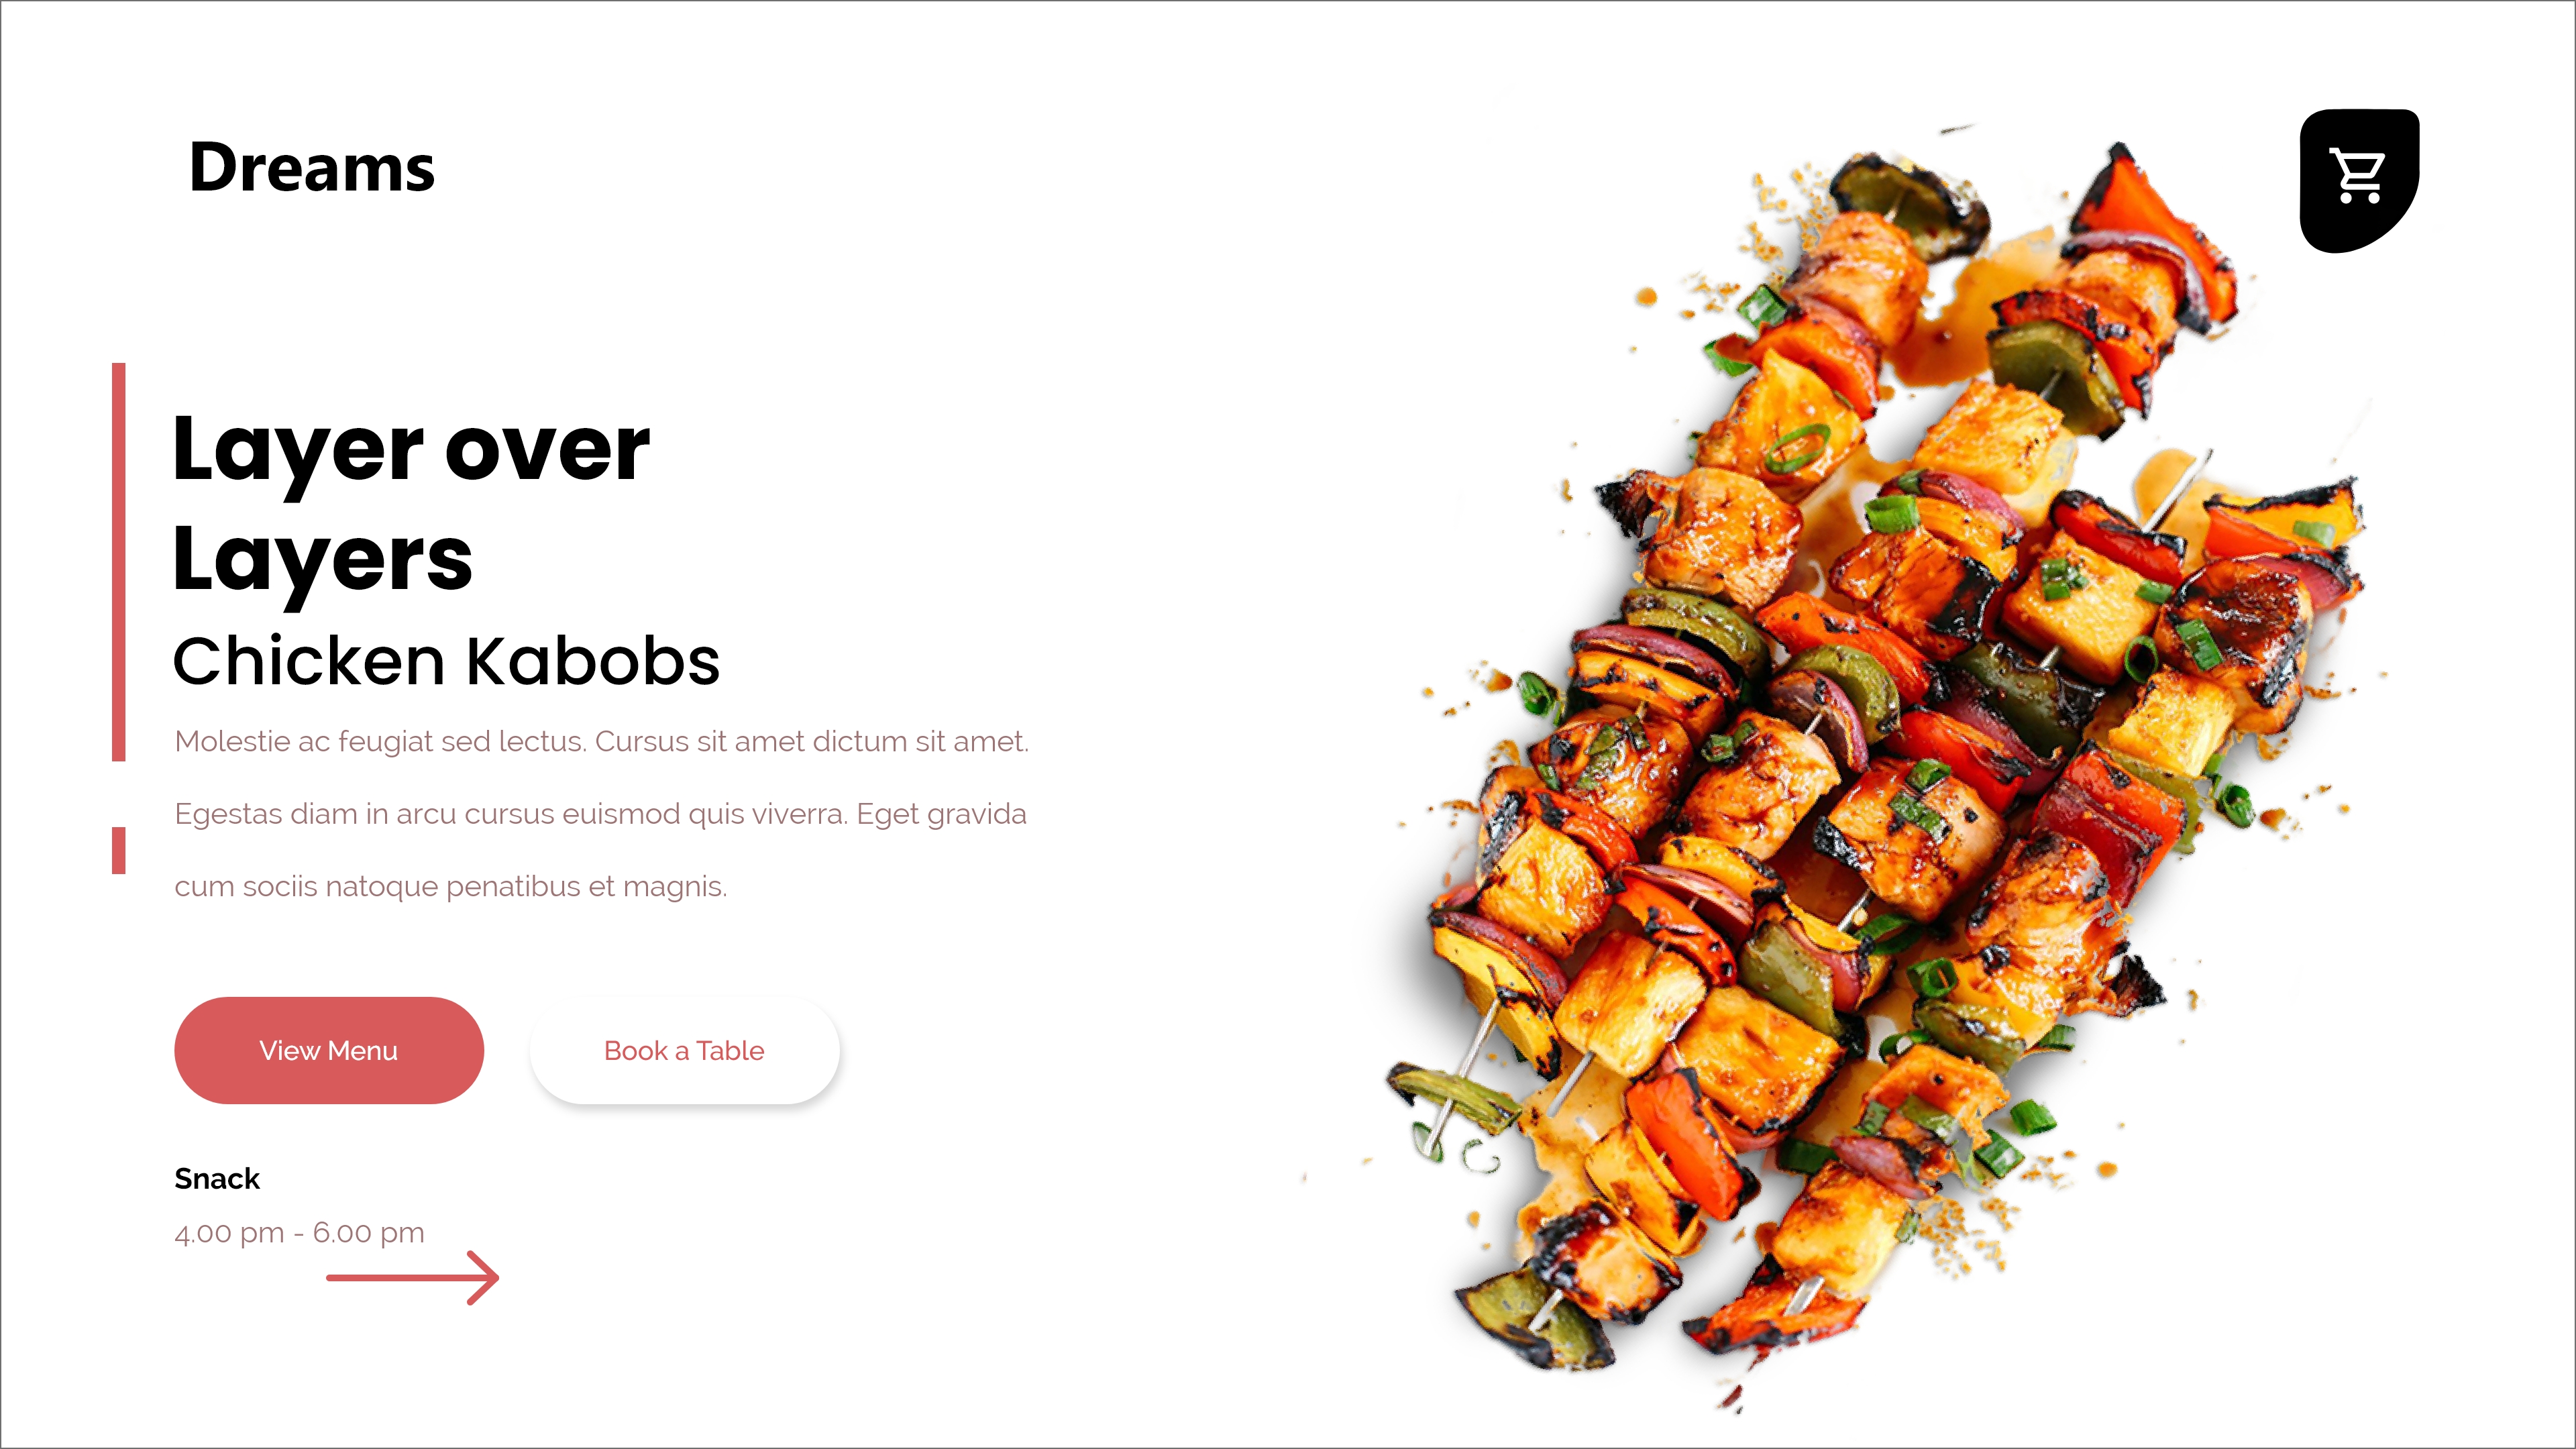 Dreams
Layer over
Layers
Chicken Kabobs
Molestie ac feugiat sed lectus. Cursus sit amet dictum sit amet.
Egestas diam in arcu cursus euismod quis viverra. Eget gravida
cum sociis natoque penatibus et magnis.
View Menu
Book a Table
Snack
4.00 pm - 6.00 pm